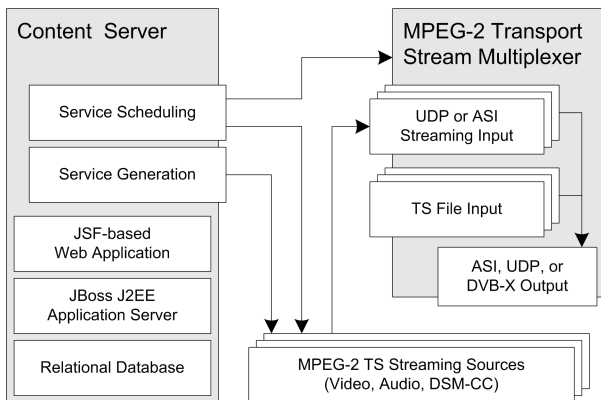 Content Server
Service Scheduling
Service Generation
JSF-based
Web Application
JBoss J2EE
Application Server
Relational Database
MPEG-2 Transport
Stream Multiplexer
UDP or ASI
Streaming Input
TS File Input
ASI, UDP, or
DVB-X Output
MPEG-2 TS Streaming Sources
(Video, Audio, DSM-CC)